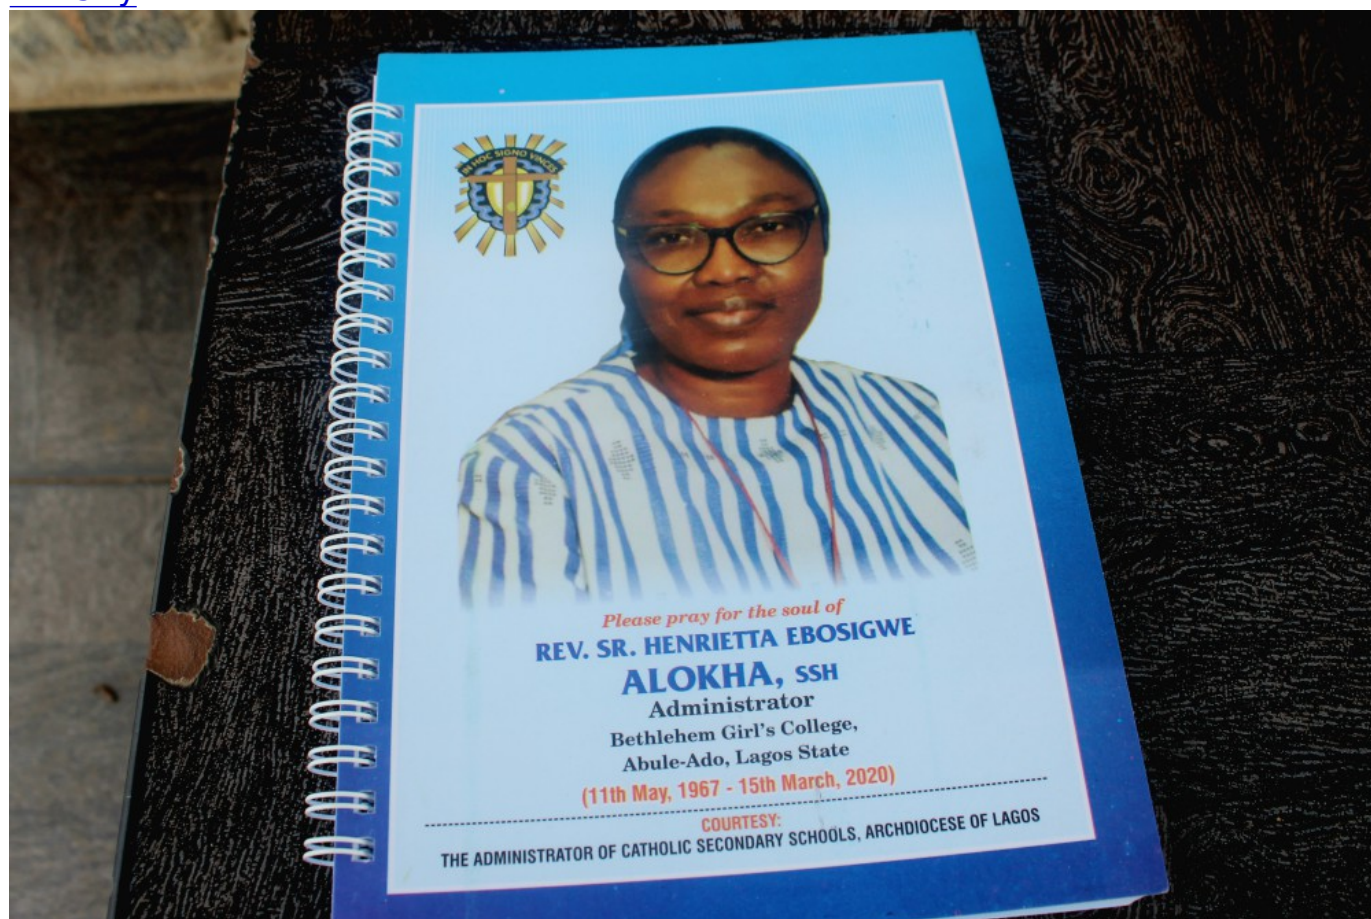 IN HOC SIGNO VINCES
Please pray for the soul of
REV. SR. HENRIETTA EBOSIGWE
ALOKHA, SSH
Administrator
Bethlehem Girl's College,
Abule-Ado, Lagos State
(11th May, 1967 - 15th March, 2020)
COURTESY:
THE ADMINISTRATOR OF CATHOLIC SECONDARY SCHOOLS, ARCHDIOCESE OF LAGOS